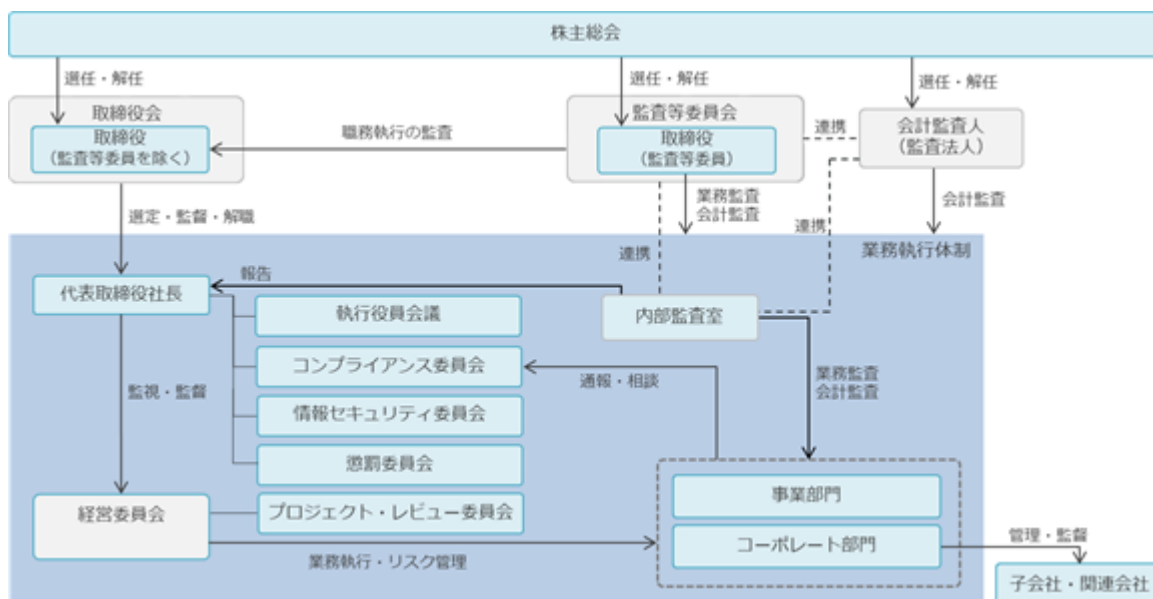 株主総会
選任・解任
選任・解任
選任・解任
取締役会
取締役
（監査等委員を除く）
職務執行の監査
監査等委員会
取締役
（監査等委員）
連携
会計監査人
（監査法人）
選定・監督・解職
業務監査
会計監査
連携
連携
会計監査
業務執行体制
代表取締役社長
報告
内部監査室
執行役員会議
コンプライアンス委員会
通報・相談
業務監査
会計監査
監視・監督
情報セキュリティ委員会
懲罰委員会
経営委員会
プロジェクト・レビュー委員会
事業部門
コーポレート部門
業務執行・リスク管理
管理・監督
子会社・関連会社